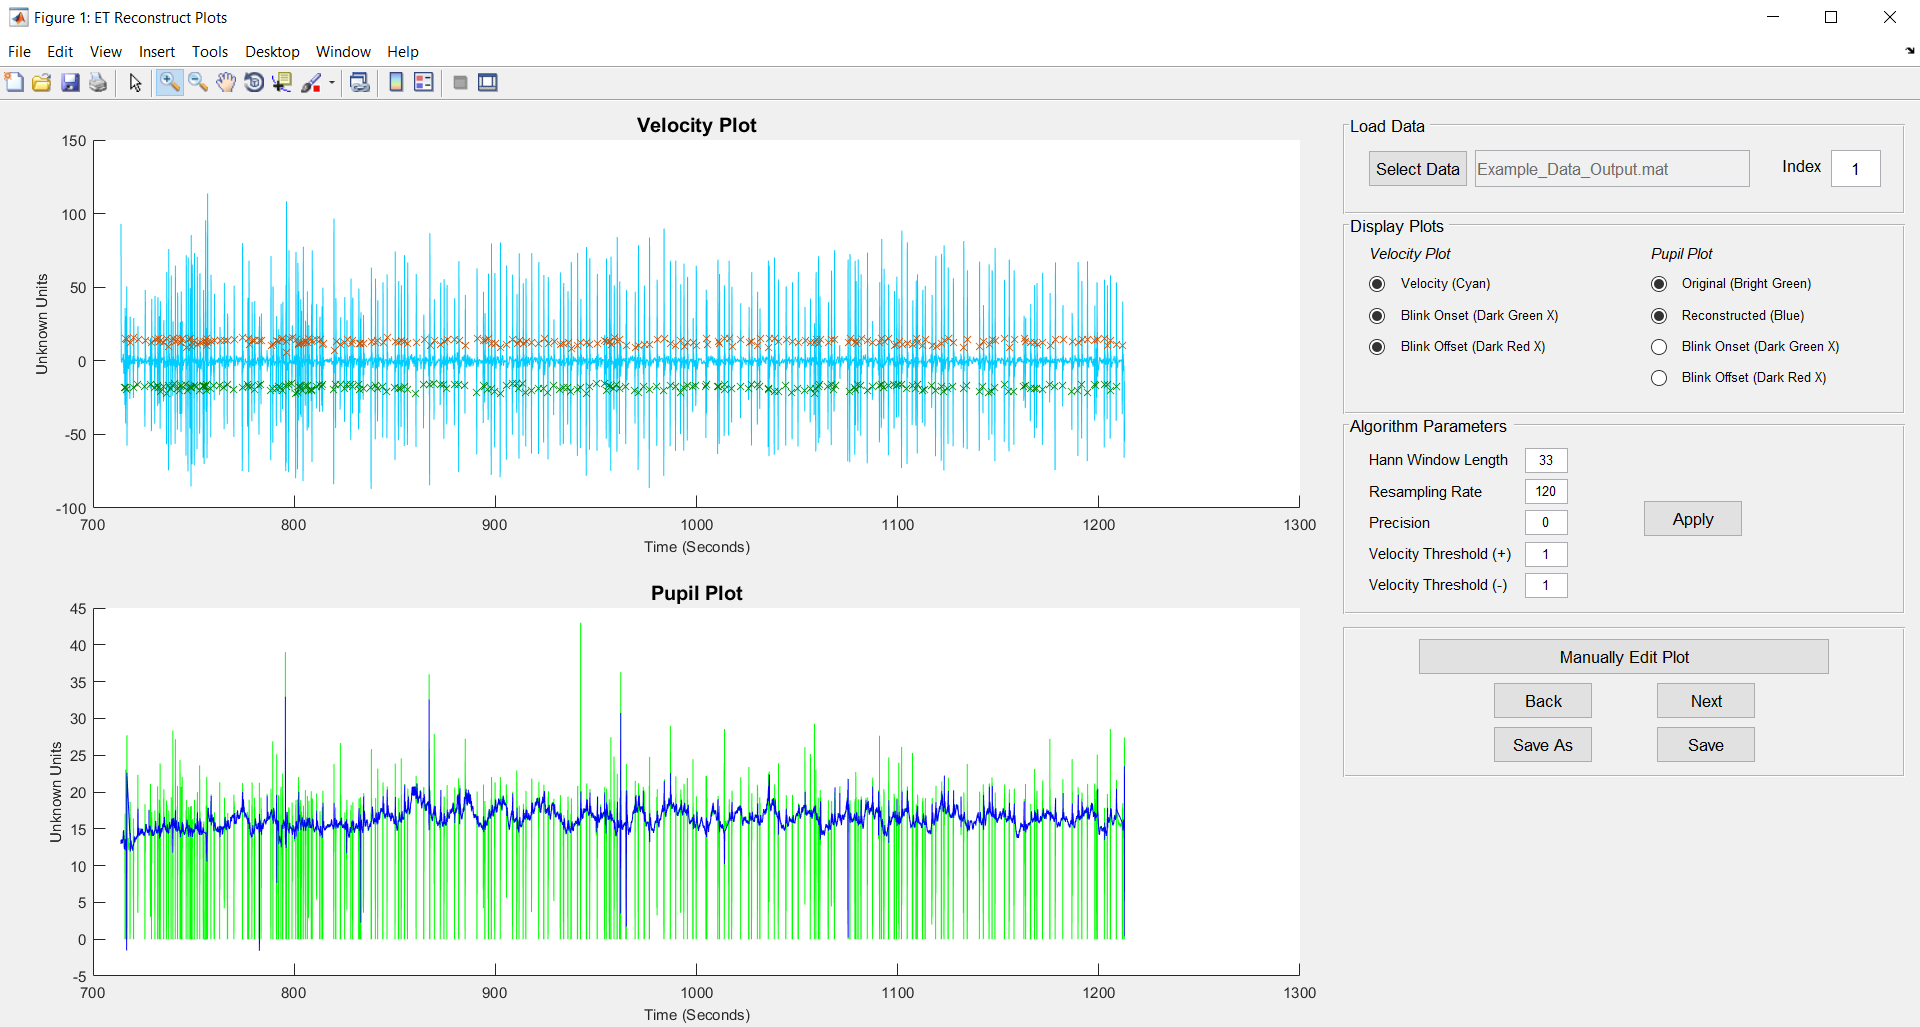 Figure 1: ET Reconstruct Plots
File Edit View Insert Tools Desktop Window Help
Velocity Plot
150
100
50
0
-50
-100
Unknown Units
700 800 900 1000 1100 1200 1300
Time (Seconds)
Pupil Plot
45
40
35
30
25
20
15
10
5
0
-5
Unknown Units
700 800 900 1000 1100 1200 1300
Time (Seconds)
Load Data
Select Data Example_Data_Output.mat Index 1
Display Plots
Velocity Plot Pupil Plot
Velocity (Cyan) Original (Bright Green)
Blink Onset (Dark Green X) Reconstructed (Blue)
Blink Offset (Dark Red X) Blink Onset (Dark Green X)
Blink Offset (Dark Red X)
Algorithm Parameters
Hann Window Length 33
Resampling Rate 120
Precision 0
Velocity Threshold (+) 1
Velocity Threshold (-) 1
Apply
Manually Edit Plot
Back Next
Save As Save